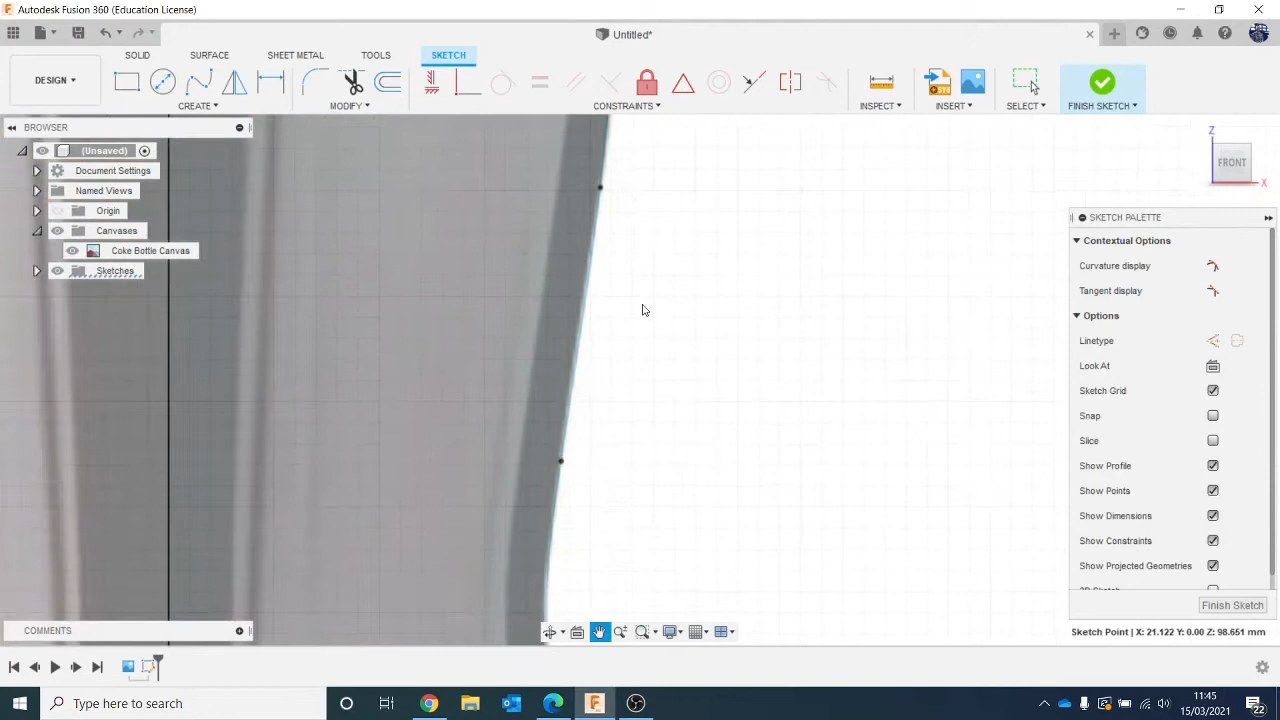 Autodesk Fusion 360 (Education License)
Untitled*
DESIGN
SOLID
SURFACE
SHEET METAL
TOOLS
SKETCH
CREATE
MODIFY
CONSTRAINTS
INSPECT
INSERT
SELECT
FINISH SKETCH
BROWSER
(Unsaved)
Document Settings
Named Views
Origin
Canvases
Coke Bottle Canvas
Sketches
Z
FRONT
X
SKETCH PALETTE
Contextual Options
Curvature display
Tangent display
Options
Linetype
Look At
Sketch Grid
Snap
Slice
Show Profile
Show Points
Show Dimensions
Show Constraints
Show Projected Geometries
Finish Sketch
COMMENTS
Sketch Point | X: 21.122 Y: 0.00 Z: 98.651 mm
Type here to search
11:45
15/03/2021
22